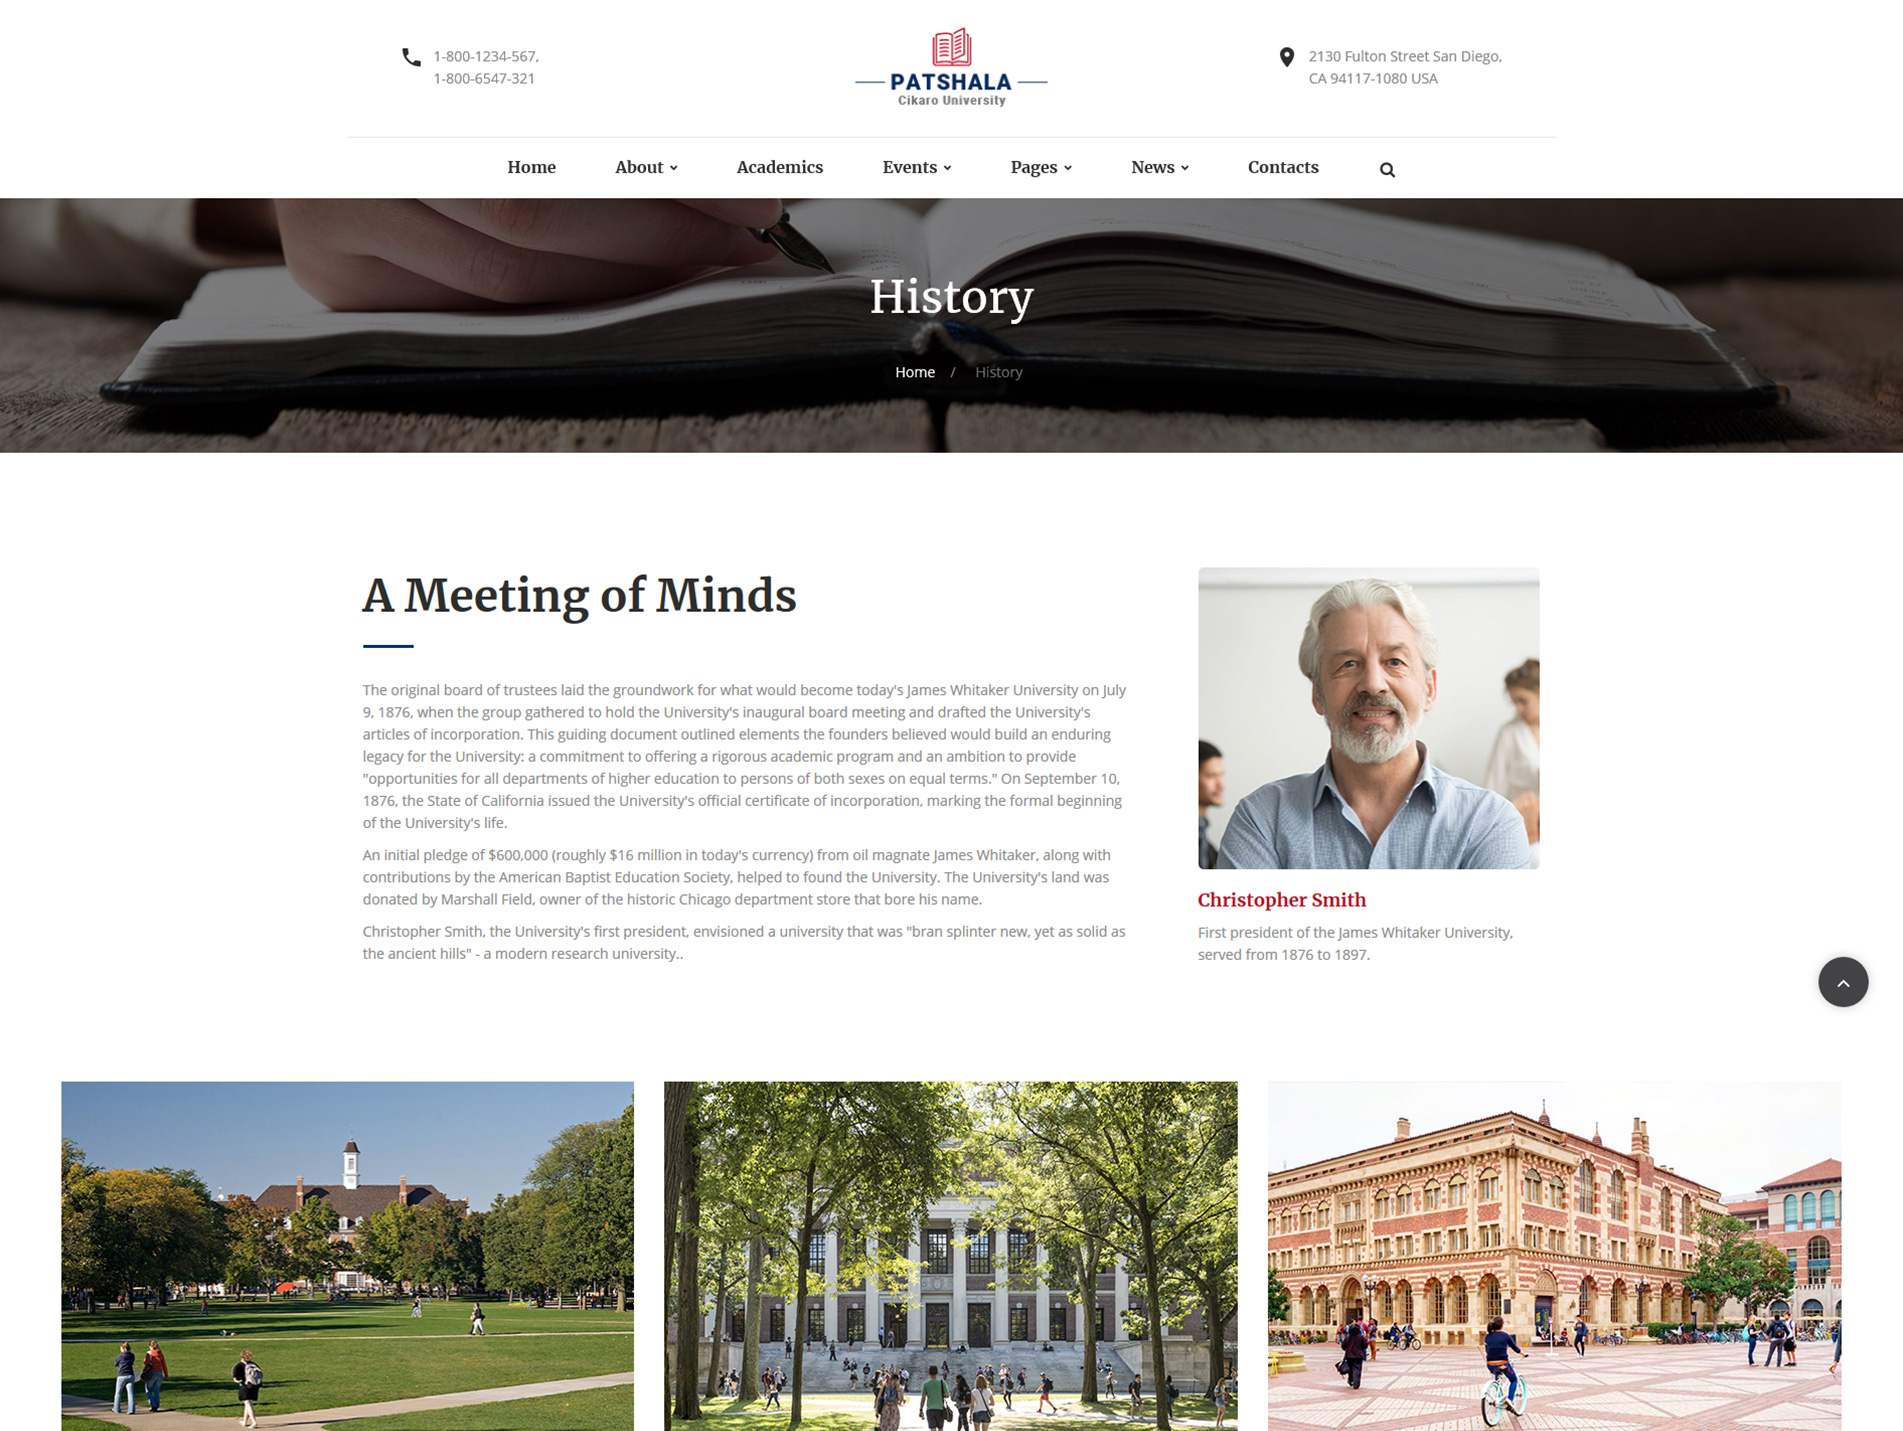 1-800-1234-567,
1-800-6547-321
PATSHALA
Cikaro University
2130 Fulton Street San Diego,
CA 94117-1080 USA
Home About Academics Events Pages News Contacts
History
Home / History
A Meeting of Minds
The original board of trustees laid the groundwork for what would become today's James Whitaker University on July
9, 1876, when the group gathered to hold the University's inaugural board meeting and drafted the University's
articles of incorporation. This guiding document outlined elements the founders believed would build an enduring
legacy for the University: a commitment to offering a rigorous academic program and an ambition to provide
"opportunities for all departments of higher education to persons of both sexes on equal terms." On September 10,
1876, the State of California issued the University's official certificate of incorporation, marking the formal beginning
of the University's life.
An initial pledge of $600,000 (roughly $16 million in today's currency) from oil magnate James Whitaker, along with
contributions by the American Baptist Education Society, helped to found the University. The University's land was
donated by Marshall Field, owner of the historic Chicago department store that bore his name.
Christopher Smith, the University's first president, envisioned a university that was "bran splinter new, yet as solid as
the ancient hills" - a modern research university..
Christopher Smith
First president of the James Whitaker University,
served from 1876 to 1897.